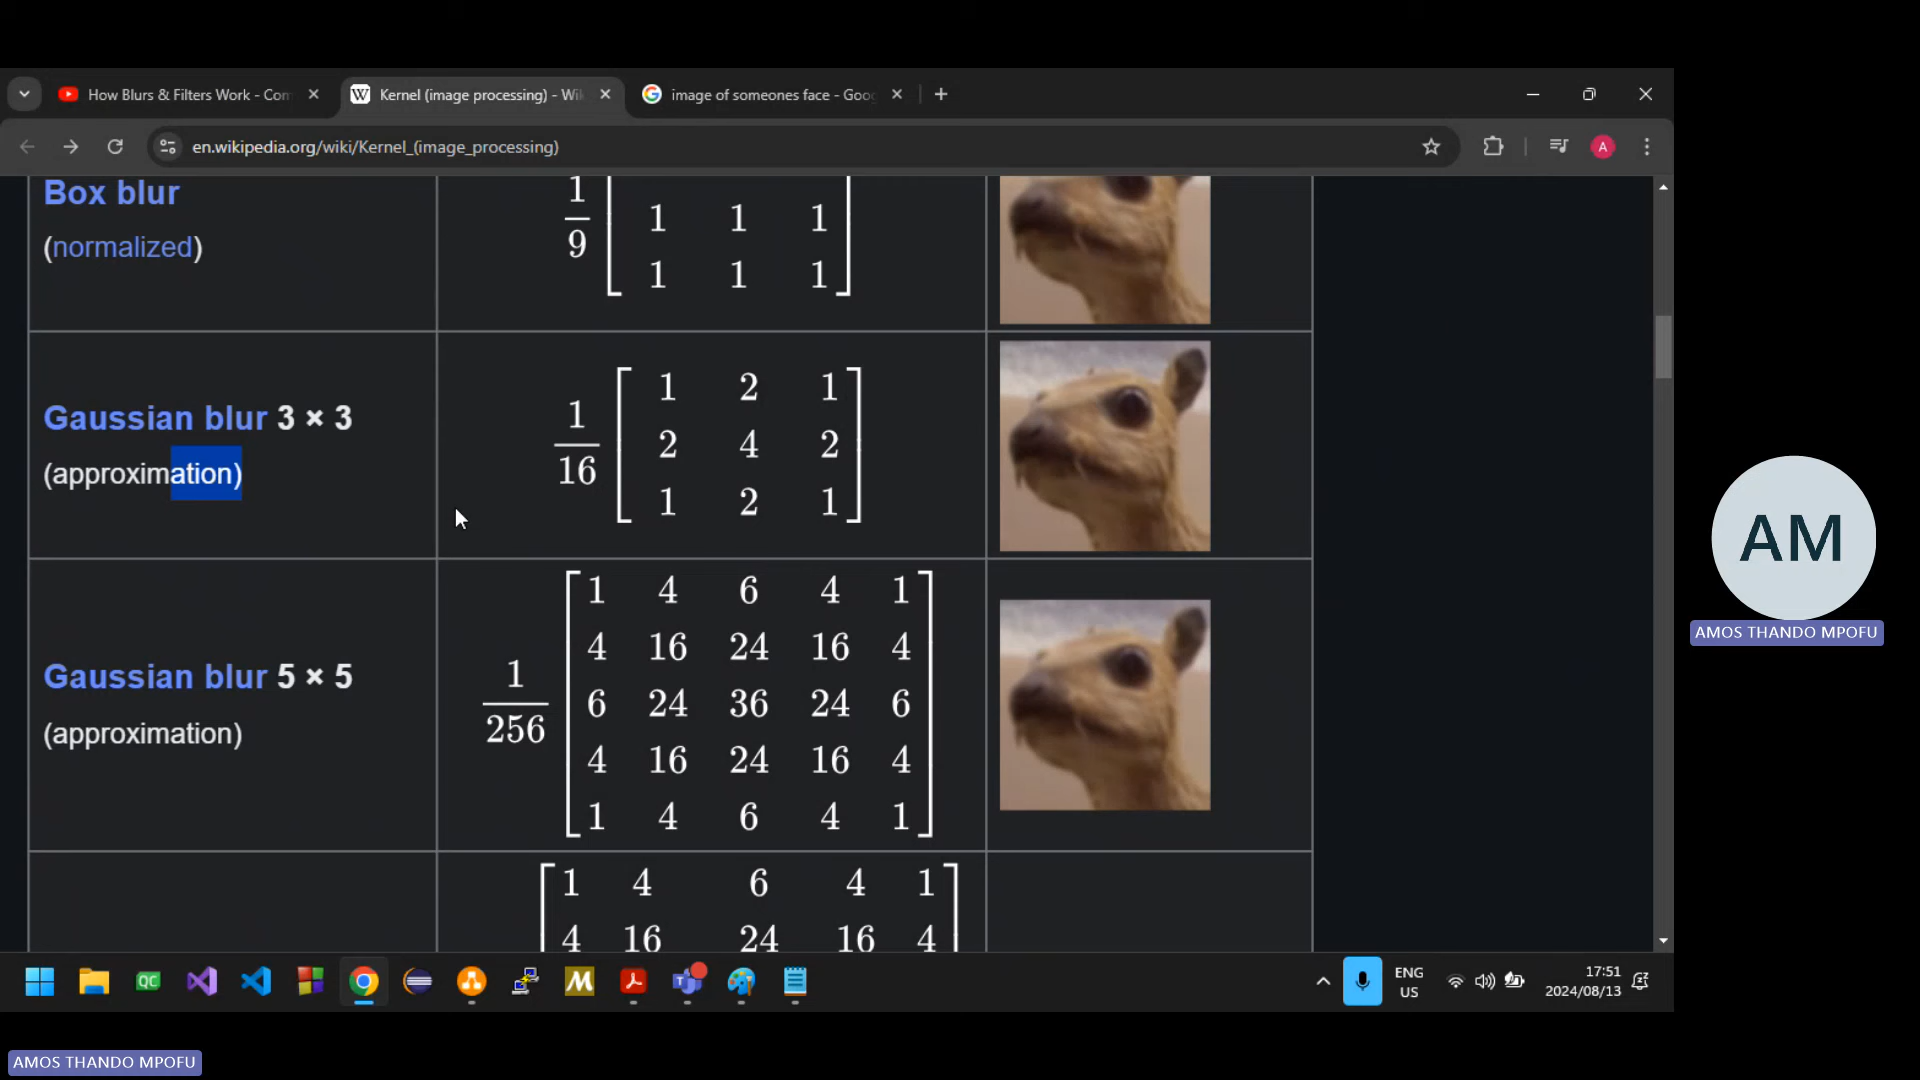 How Blurs & Filters Work - Com
Kernel (image processing) - Wi
image of someones face - Goo
en.wikipedia.org/wiki/Kernel_(image_processing)
A
Box blur
(normalized)
1
9
1 1 1
1 1 1
Gaussian blur 3 × 3
(approximation)
1
16
1 2 1
2 4 2
1 2 1
Gaussian blur 5 × 5
(approximation)
1
256
1 4 6 4 1
4 16 24 16 4
6 24 36 24 6
4 16 24 16 4
1 4 6 4 1
1 4 6 4 1
4 16 24 16 4
AM
AMOS THANDO MPOFU
QC
M
ENG
US
17:51
2024/08/13
AMOS THANDO MPOFU